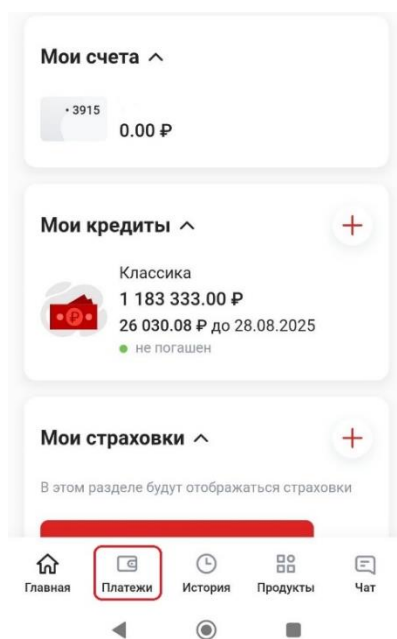 Мои счета
• 3915
0.00 ₽
Мои кредиты
Классика
1 183 333.00 ₽
26 030.08 ₽ до 28.08.2025
не погашен
Мои страховки
В этом разделе будут отображаться страховки
Главная Платежи История Продукты Чат